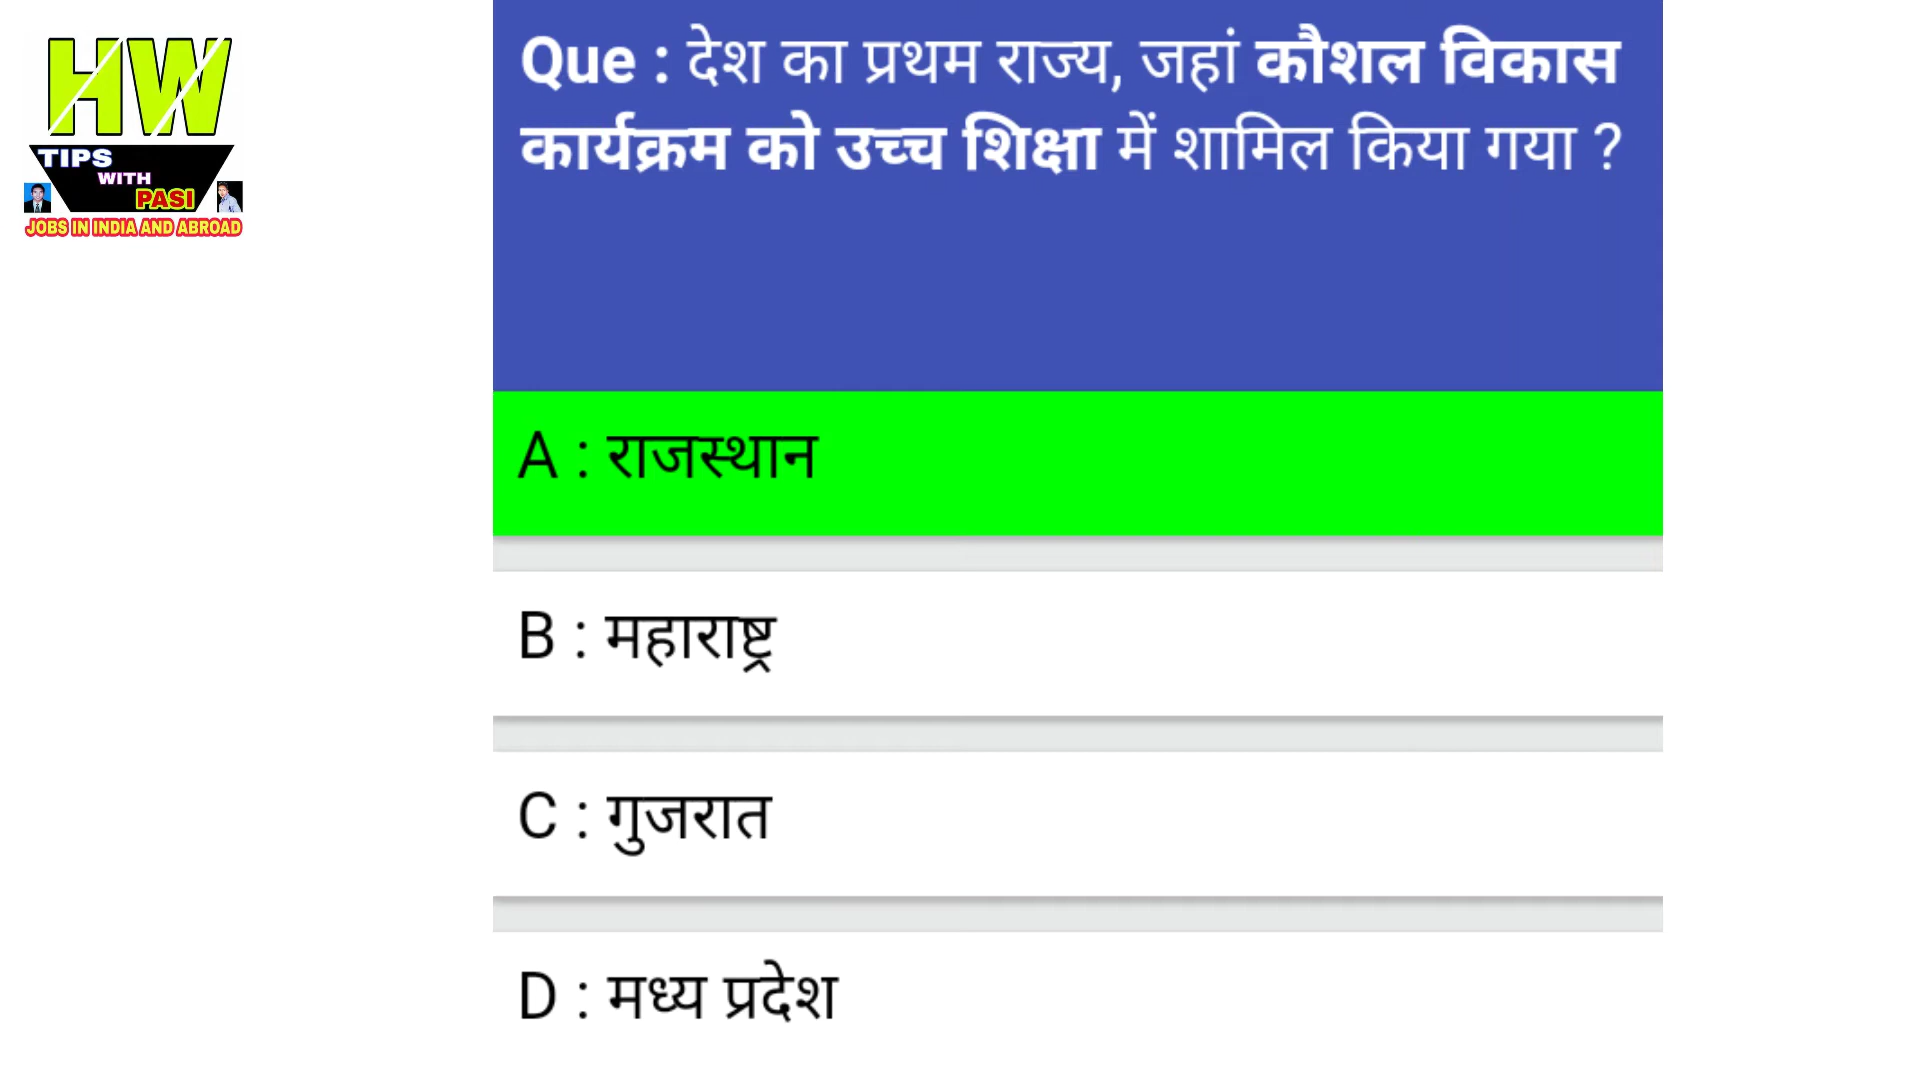 HW
TIPS
WITH
PASI
JOBS IN INDIA AND ABROAD
Que : देश का प्रथम राज्य, जहां कौशल विकास
कार्यक्रम को उच्च शिक्षा में शामिल किया गया ?
A : राजस्थान
B : महाराष्ट्र
C : गुजरात
D : मध्य प्रदेश